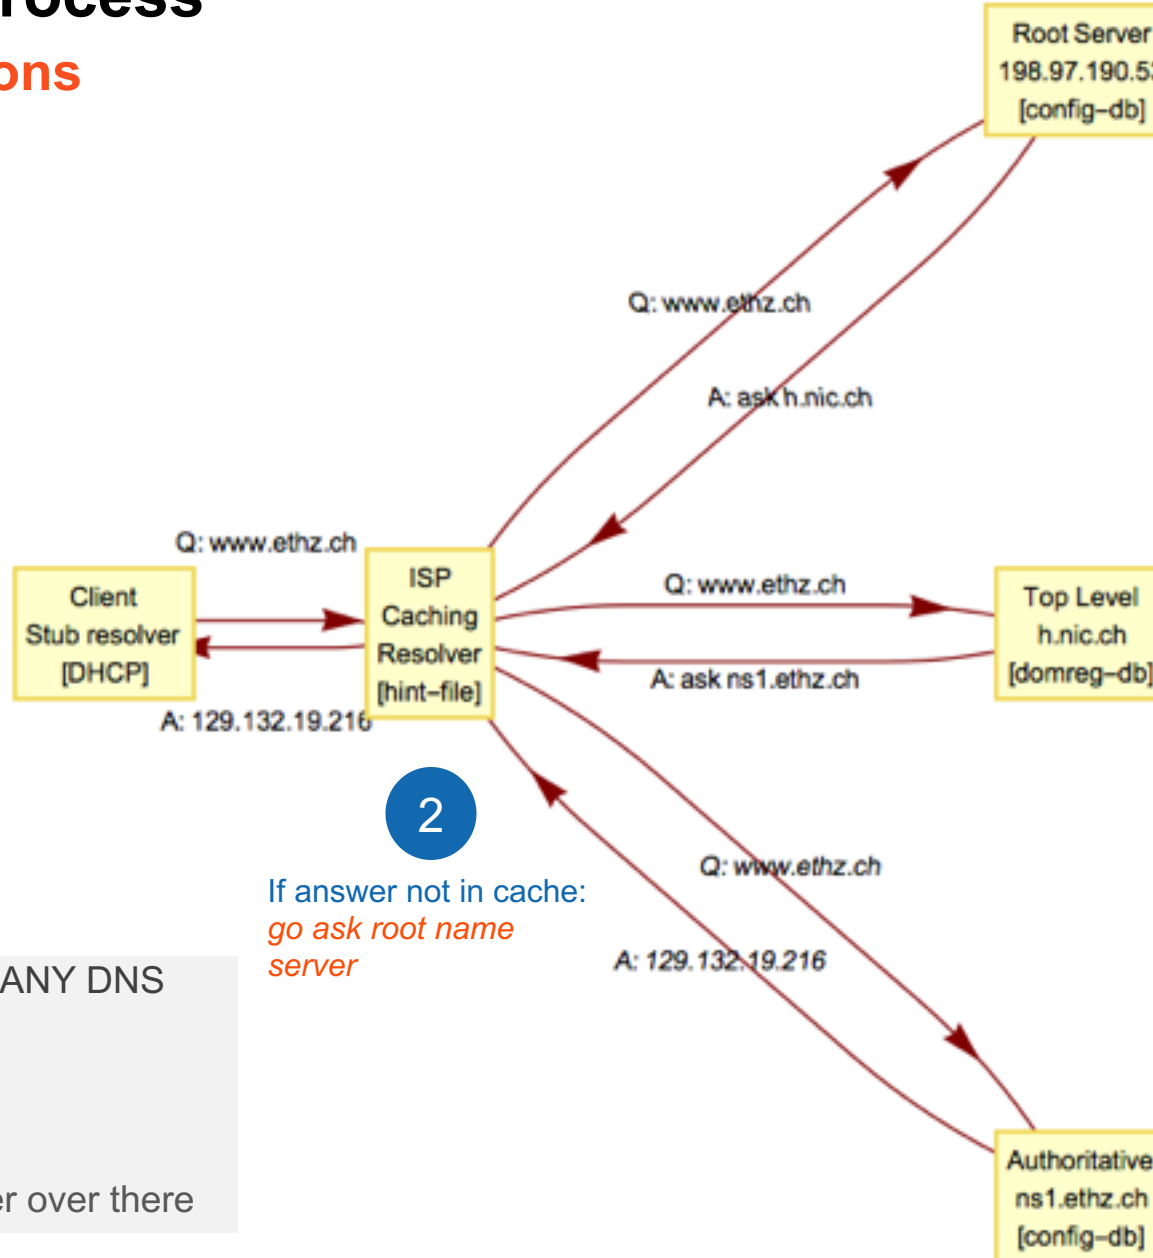 rocess
ons
Root Server
198.97.190.53
[config-db]
Q: www.ethz.ch
A: ask h.nic.ch
Q: www.ethz.ch
Client
Stub resolver
[DHCP]
A: 129.132.19.216
ISP
Caching
Resolver
[hint-file]
Q: www.ethz.ch
A: ask ns1.ethz.ch
Top Level
h.nic.ch
[domreg-db]
2
If answer not in cache:
go ask root name
server
Q: www.ethz.ch
A: 129.132.19.216
ANY DNS
er over there
Authoritative
ns1.ethz.ch
[config-db]